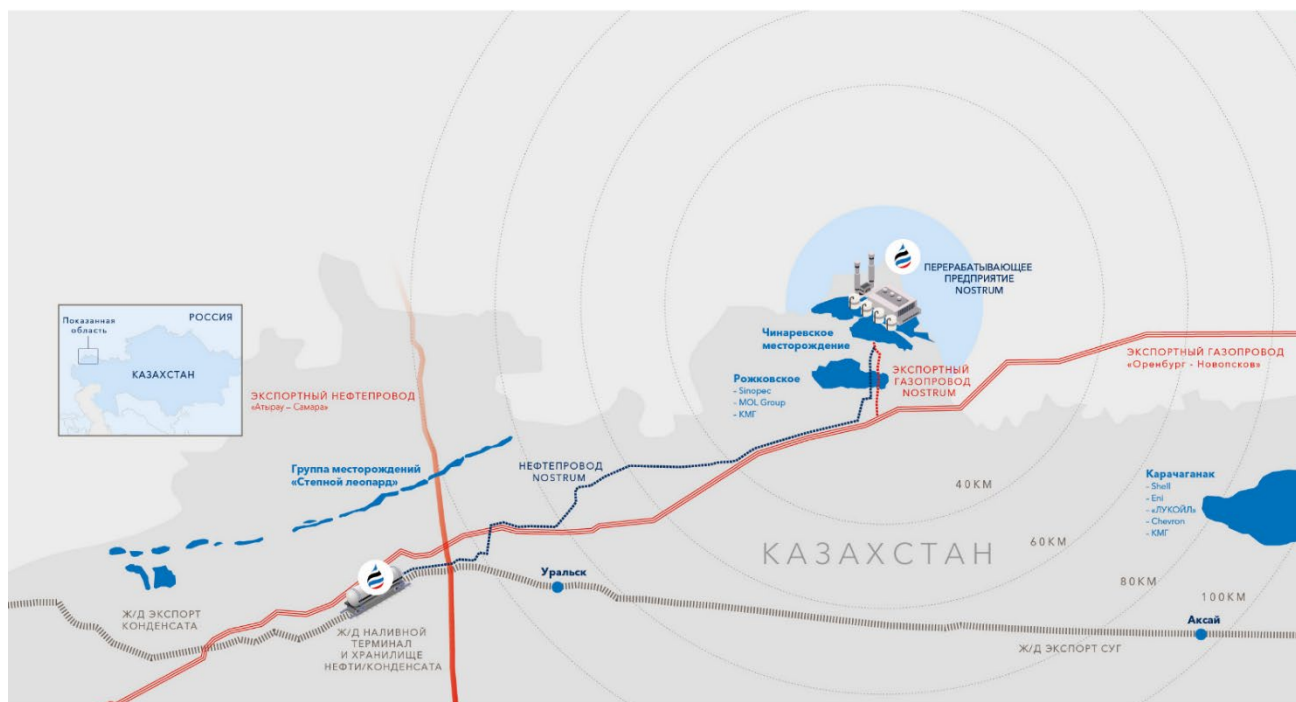 Показанная
область
РОССИЯ
КАЗАХСТАН
ЭКСПОРТНЫЙ НЕФТЕПРОВОД
«Атырау – Самара»
Группа месторождений
«Степной леопард»
НЕФТЕПРОВОД
NOSTRUM
ПЕРЕРАБАТЫВАЮЩЕЕ
ПРЕДПРИЯТИЕ
NOSTRUM
Чинаревское
месторождение
Рожковское
- Sinopec
- MOL Group
- КМГ
ЭКСПОРТНЫЙ
ГАЗОПРОВОД
NOSTRUM
ЭКСПОРТНЫЙ ГАЗОПРОВОД
«Оренбург - Новопсков»
Карачаганак
- Shell
- Eni
- «ЛУКОЙЛ»
- Chevron
- КМГ
40КМ
60КМ
80КМ
100КМ
КАЗАХСТАН
Уральск
Аксай
Ж/Д ЭКСПОРТ
КОНДЕНСАТА
Ж/Д НАЛИВНОЙ
ТЕРМИНАЛ
И ХРАНИЛИЩЕ
НЕФТИ/КОНДЕНСАТА
Ж/Д ЭКСПОРТ СУГ